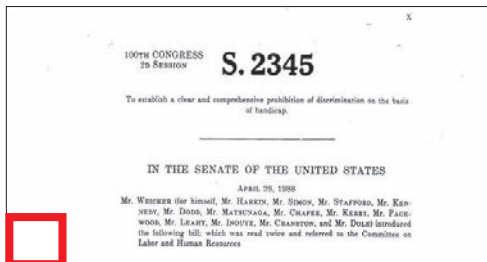 X
100TH CONGRESS
2D SESSION
S. 2345
To establish a clear and comprehensive prohibition of discrimination on the basis
of handicap.
IN THE SENATE OF THE UNITED STATES
APRIL 28, 1988
Mr. WEICKER (for himself, Mr. HARKIN, Mr. SIMON, Mr. STAFFORD, Mr. KEN-
NEDY, Mr. DODD, Mr. MATSUNAGA, Mr. CHAFEE, Mr. KERRY, Mr. PACK-
WOOD, Mr. LEAHY, Mr. INOUYE, Mr. CRANSTON, and Mr. DOLE) introduced
the following bill; which was read twice and referred to the Committee on
Labor and Human Resources